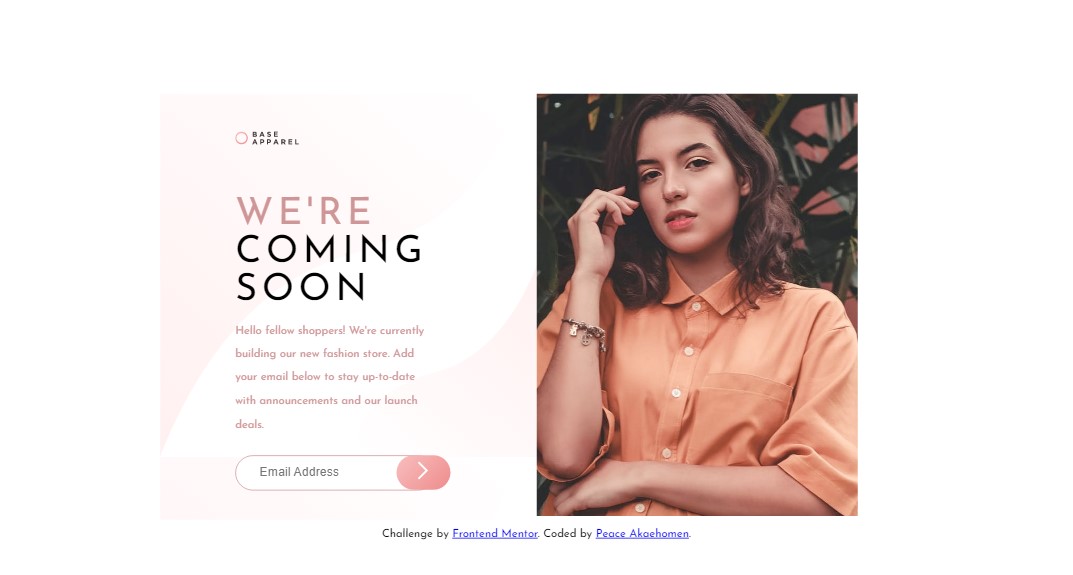 BASE
APPAREL
WE'RE
COMING
SOON
Hello fellow shoppers! We're currently
building our new fashion store. Add
your email below to stay up-to-date
with announcements and our launch
deals.
Email Address
Challenge by Frontend Mentor. Coded by Peace Akaehomen.